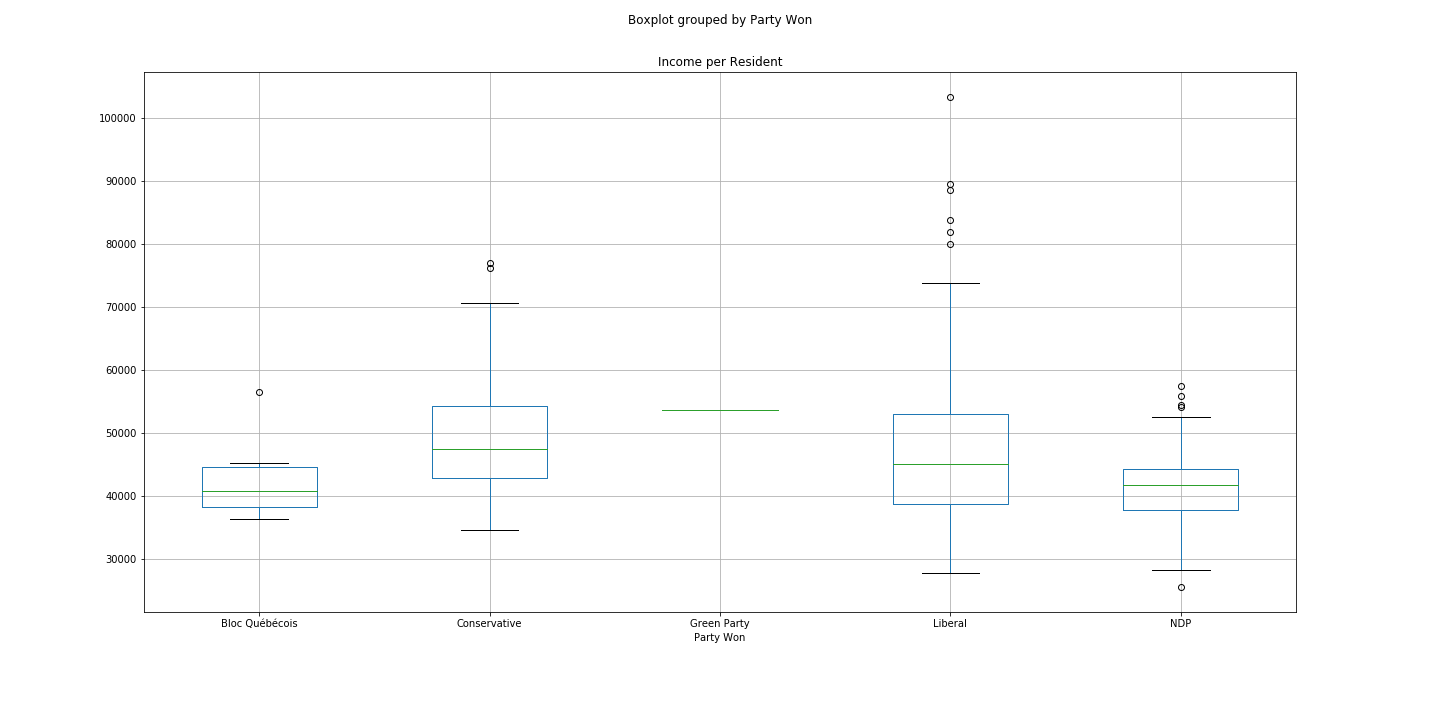 Boxplot grouped by Party Won
Income per Resident
100000
90000
80000
70000
60000
50000
40000
30000
Bloc Québécois Conservative Green Party Liberal NDP
Party Won